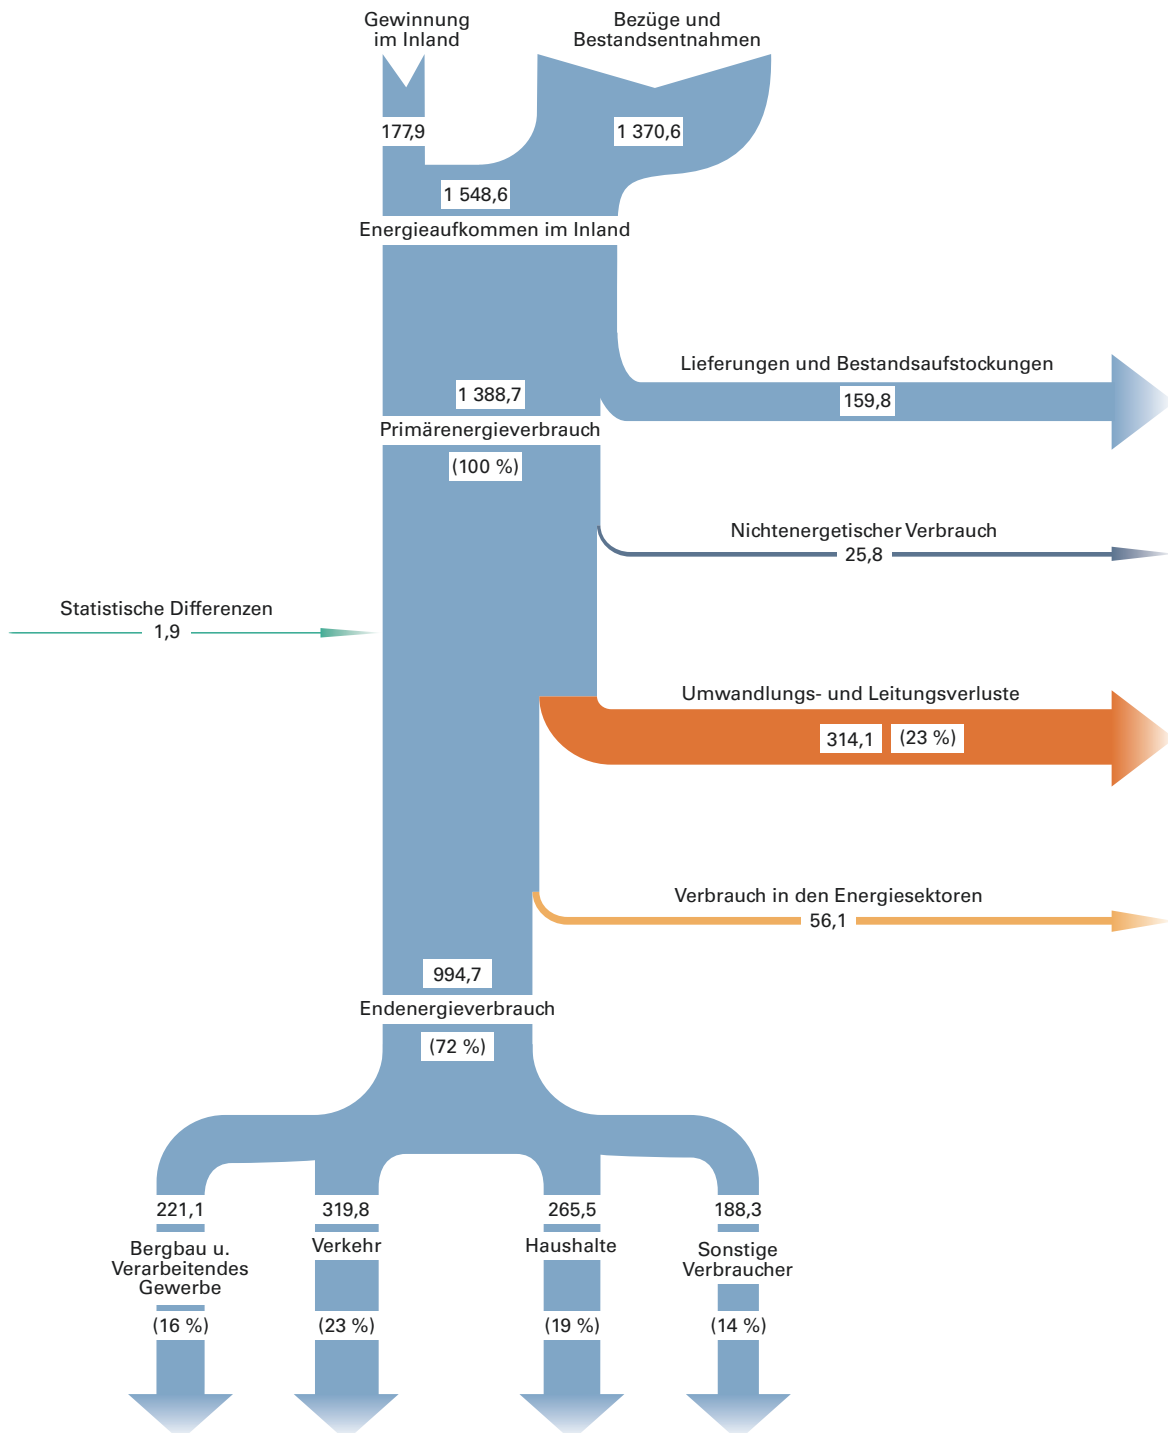 Gewinnung
im Inland
Bezüge und
Bestandsentnahmen
177,9
1 370,6
1 548,6
Energieaufkommen im Inland
Lieferungen und Bestandsaufstockungen
159,8
1 388,7
Primärenergieverbrauch
(100 %)
Nichtenergetischer Verbrauch
25,8
Statistische Differenzen
1,9
Umwandlungs- und Leitungsverluste
314,1 (23 %)
Verbrauch in den Energiesektoren
56,1
994,7
Endenergieverbrauch
(72 %)
221,1
Bergbau u.
Verarbeitendes
Gewerbe
(16 %)
319,8
Verkehr
(23 %)
265,5
Haushalte
(19 %)
188,3
Sonstige
Verbraucher
(14 %)